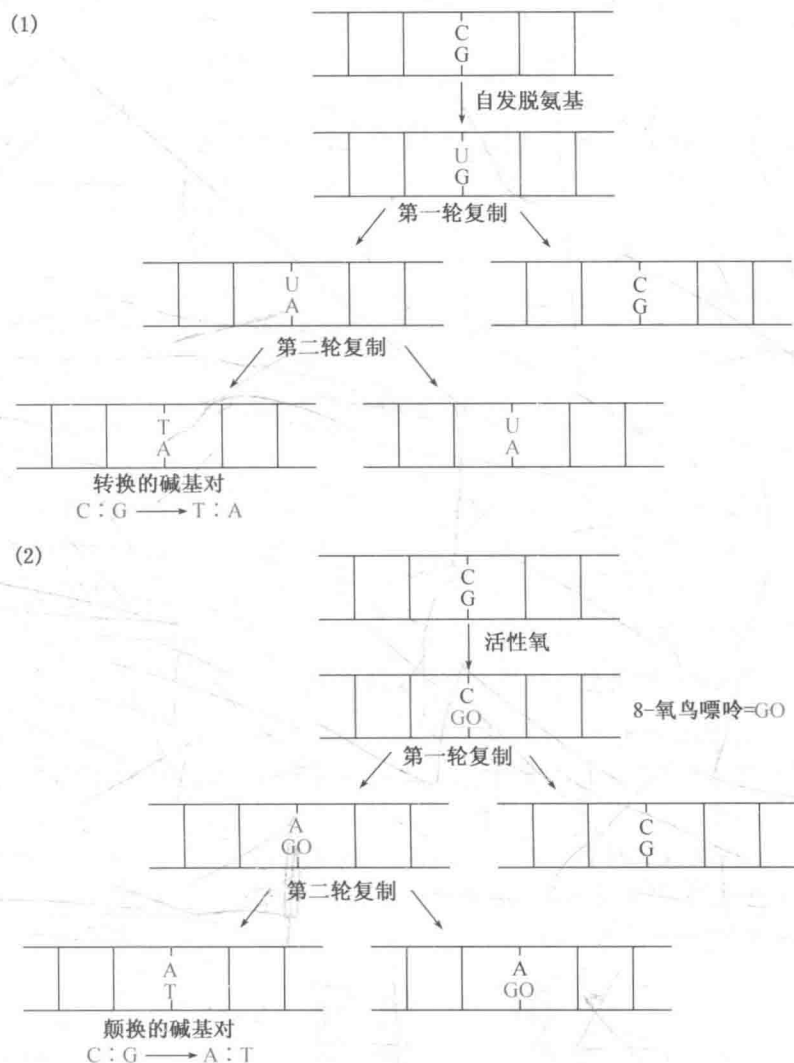 (1)
C
G
自发脱氨基
U
G
第一轮复制
U
A
C
G
第二轮复制
T
A
U
A
转换的碱基对
C∶G ⟶ T∶A
(2)
C
G
活性氧
C
GO
8-氧鸟嘌呤=GO
第一轮复制
A
GO
C
G
第二轮复制
A
T
A
GO
颠换的碱基对
C∶G ⟶ A∶T